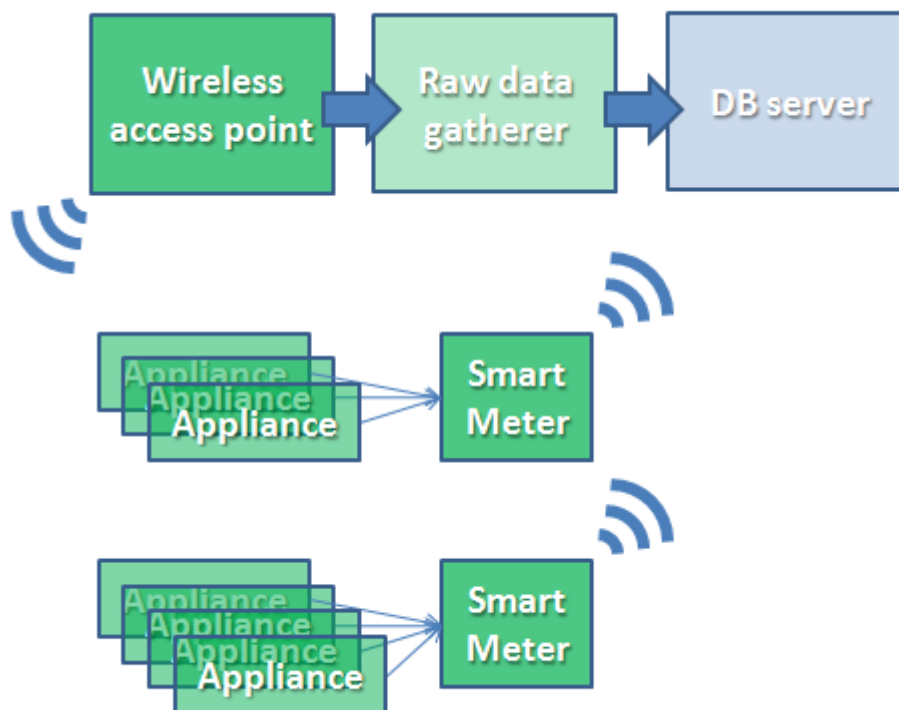 Wireless
access point
Raw data
gatherer
DB server
Appliance
Appliance
Appliance
Smart
Meter
Appliance
Appliance
Appliance
Appliance
Smart
Meter